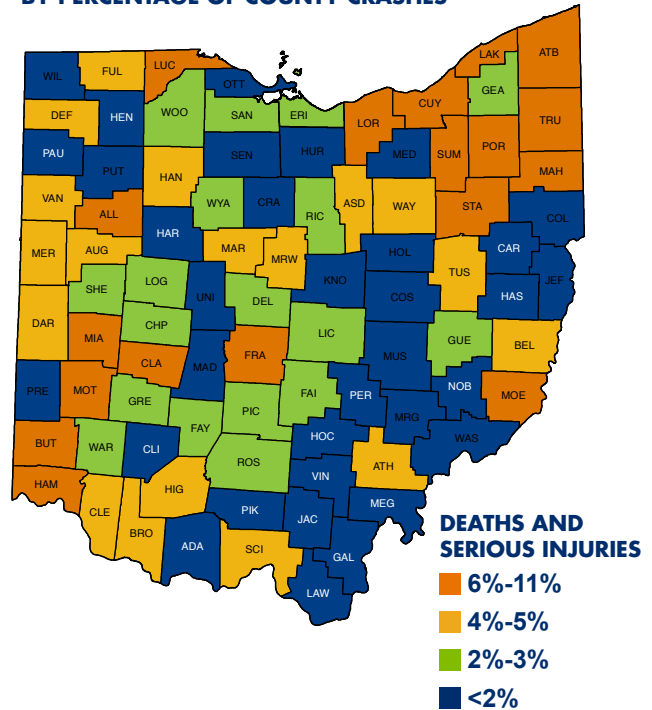 BY PERCENTAGE OF COUNTY CRASHES
WIL FUL LUC OTT LAK ATB
DEF HEN WOO SAN ERI LOR CUY GEA TRU
PAU PUT HAN SEN HUR MED SUM POR MAH
VAN ALL HAR WYA CRA RIC ASD WAY STA COL
MER AUG MAR MRW HOL TUS CAR JEF
SHE LOG UNI DEL KNO COS HAS
DAR MIA CHP LIC GUE BEL
PRE MOT CLA MAD FRA MUS NOB MOE
GRE FAY PIC FAI PER MRG WAS
BUT WAR CLI ROS HOC ATH
HAM CLE HIG PIK VIN MEG
BRO ADA SCI JAC GAL
LAW
DEATHS AND
SERIOUS INJURIES
6%-11%
4%-5%
2%-3%
<2%